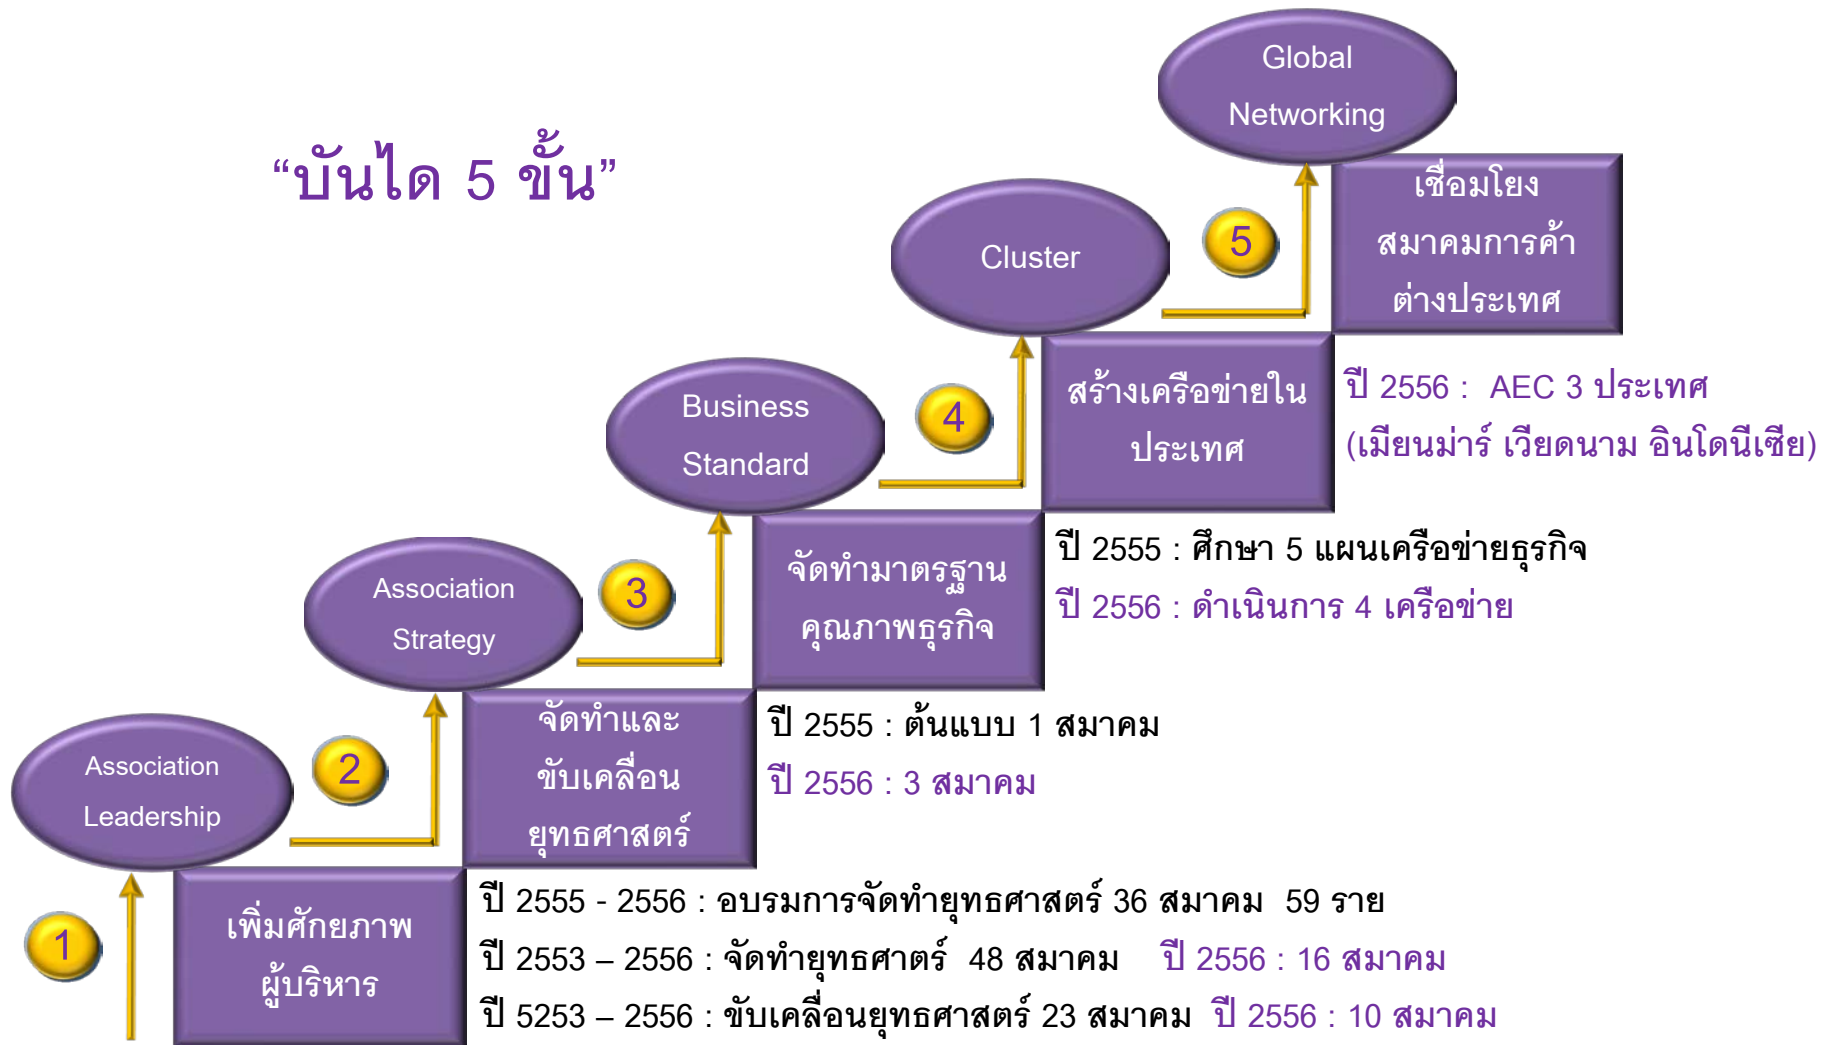 “บันได 5 ขั้น”
Global
Networking
5
เชื่อมโยง
สมาคมการค้า
ต่างประเทศ
ปี 2556 : AEC 3 ประเทศ
(เมียนม่าร์ เวียดนาม อินโดนีเซีย)
Cluster
4
สร้างเครือข่ายใน
ประเทศ
ปี 2555 : ศึกษา 5 แผนเครือข่ายธุรกิจ
ปี 2556 : ดำเนินการ 4 เครือข่าย
Business
Standard
3
จัดทำมาตรฐาน
คุณภาพธุรกิจ
ปี 2555 : ต้นแบบ 1 สมาคม
ปี 2556 : 3 สมาคม
Association
Strategy
2
จัดทำและ
ขับเคลื่อน
ยุทธศาสตร์
ปี 2555 - 2556 : อบรมการจัดทำยุทธศาสตร์ 36 สมาคม 59 ราย
ปี 2553 – 2556 : จัดทำยุทธศาตร์ 48 สมาคม ปี 2556 : 16 สมาคม
ปี 5253 – 2556 : ขับเคลื่อนยุทธศาสตร์ 23 สมาคม ปี 2556 : 10 สมาคม
Association
Leadership
1
เพิ่มศักยภาพ
ผู้บริหาร